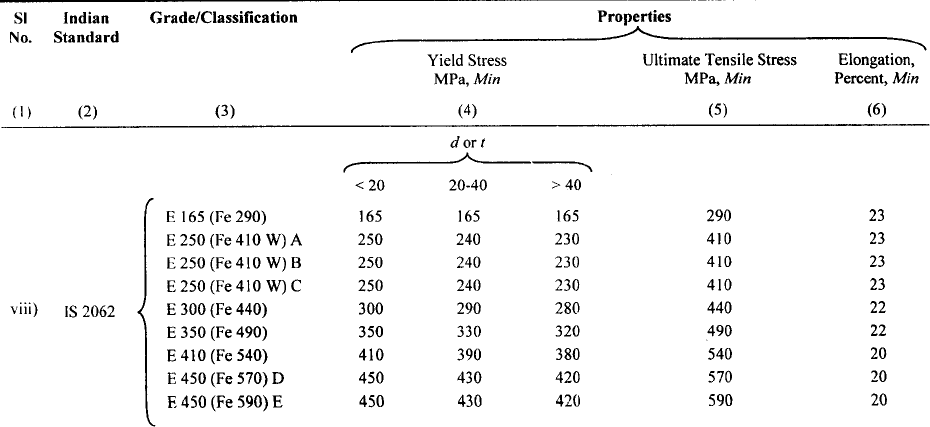 Sl Indian Grade/Classification Properties
No. Standard
Yield Stress Ultimate Tensile Stress Elongation,
MPa, Min MPa, Min Percent, Min
(1) (2) (3) (4) (5) (6)
d or t
< 20 20-40 > 40
E 165 (Fe 290) 165 165 165 290 23
E 250 (Fe 410 W) A 250 240 230 410 23
E 250 (Fe 410 W) B 250 240 230 410 23
E 250 (Fe 410 W) C 250 240 230 410 23
viii) IS 2062 E 300 (Fe 440) 300 290 280 440 22
E 350 (Fe 490) 350 330 320 490 22
E 410 (Fe 540) 410 390 380 540 20
E 450 (Fe 570) D 450 430 420 570 20
E 450 (Fe 590) E 450 430 420 590 20